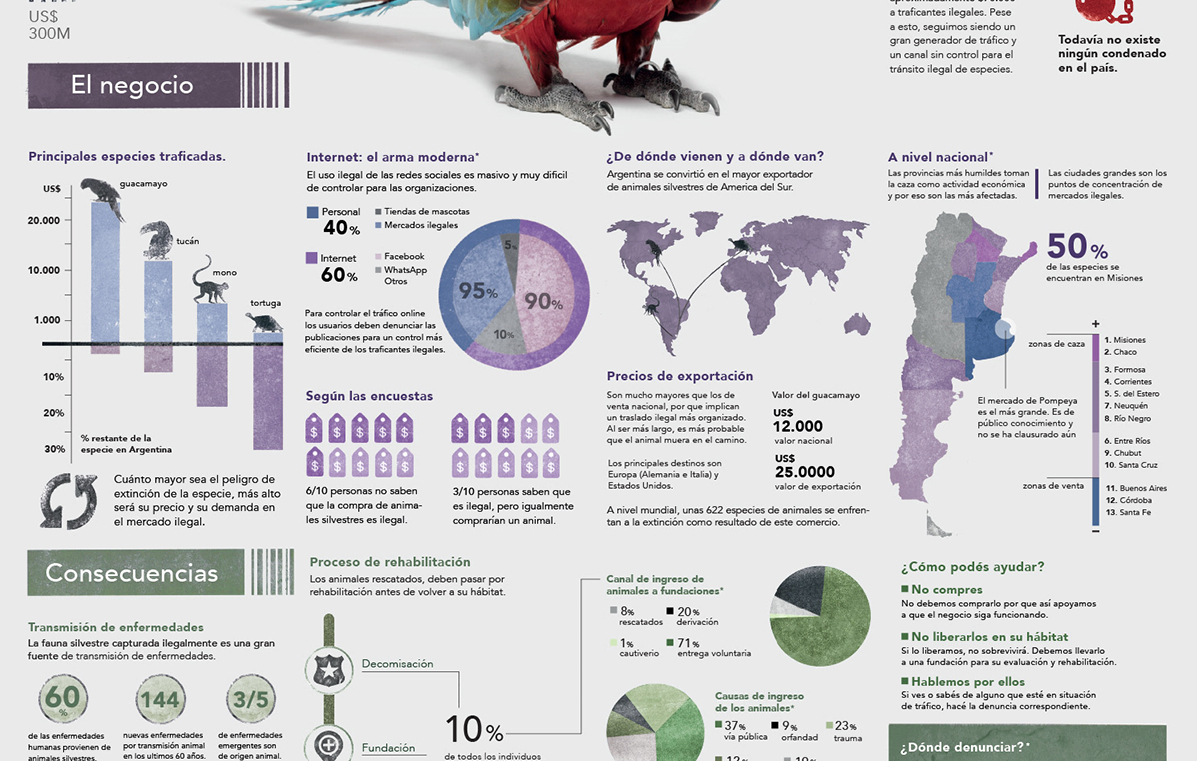 US$
300M
a traficantes ilegales. Pese
a esto, seguimos siendo un
gran generador de tráfico y
un canal sin control para el
tránsito ilegal de especies.
Todavía no existe
ningún condenado
en el país.
El negocio
Principales especies traficadas.
US$
20.000
10.000
1.000
10%
20%
30%
guacamayo
tucán
mono
tortuga
% restante de la
especie en Argentina
Cuánto mayor sea el peligro de
extinción de la especie, más alto
será su precio y su demanda en
el mercado ilegal.
Internet: el arma moderna*
El uso ilegal de las redes sociales es masivo y muy dificil
de controlar para las organizaciones.
Personal
40%
Tiendas de mascotas
Mercados ilegales
Internet
60%
Facebook
WhatsApp
Otros
5%
95%
90%
10%
Para controlar el tráfico online
los usuarios deben denunciar las
publicaciones para un control más
eficiente de los traficantes ilegales.
Según las encuestas
$ $ $ $ $ $ $ $ $ $
$ $ $ $ $ $ $ $ $ $
6/10 personas no saben
que la compra de anima-
les silvestres es ilegal.
3/10 personas saben que
es ilegal, pero igualmente
comprarían un animal.
¿De dónde vienen y a dónde van?
Argentina se convirtió en el mayor exportador
de animales silvestres de America del Sur.
Precios de exportación
Son mucho mayores que los de
venta nacional, por que implican
un traslado ilegal más organizado.
Al ser más largo, es más probable
que el animal muera en el camino.
Los principales destinos son
Europa (Alemania e Italia) y
Estados Unidos.
Valor del guacamayo
US$
12.000
valor nacional
US$
25.0000
valor de exportación
A nivel mundial, unas 622 especies de animales se enfren-
tan a la extinción como resultado de este comercio.
A nivel nacional*
Las provincias más humildes toman
la caza como actividad económica
y por eso son las más afectadas.
Las ciudades grandes son los
puntos de concentración de
mercados ilegales.
50%
de las especies se
encuentran en Misiones
El mercado de Pompeya
es el más grande. Es de
público conocimiento y
no se ha clausurado aún
+
zonas de caza
1. Misiones
2. Chaco
3. Formosa
4. Corrientes
5. S. del Estero
7. Neuquén
8. Río Negro
6. Entre Ríos
9. Chubut
10. Santa Cruz
zonas de venta
11. Buenos Aires
12. Córdoba
13. Santa Fe
−
Consecuencias
Transmisión de enfermedades
La fauna silvestre capturada ilegalmente es una gran
fuente de transmisión de enfermedades.
60
%
144
3/5
de las enfermedades
humanas provienen de
animales silvestres.
nuevas enfermedades
por transmisión animal
en los ultimos 60 años.
de enfermedades
emergentes son
de origen animal.
Proceso de rehabilitación
Los animales rescatados, deben pasar por
rehabilitación antes de volver a su hábitat.
Decomisación
Fundación
10%
de todos los individuos
Canal de ingreso de
animales a fundaciones*
8%
rescatados
20%
derivación
1%
cautiverio
71%
entrega voluntaria
Causas de ingreso
de los animales*
37%
vía pública
9%
orfandad
23%
trauma
¿Cómo podés ayudar?
No compres
No debemos comprarlo por que así apoyamos
a que el negocio siga funcionando.
No liberarlos en su hábitat
Si lo liberamos, no sobrevivirá. Debemos llevarlo
a una fundación para su evaluación y rehabilitación.
Hablemos por ellos
Si ves o sabés de alguno que esté en situación
de tráfico, hacé la denuncia correspondiente.
¿Dónde denunciar?*